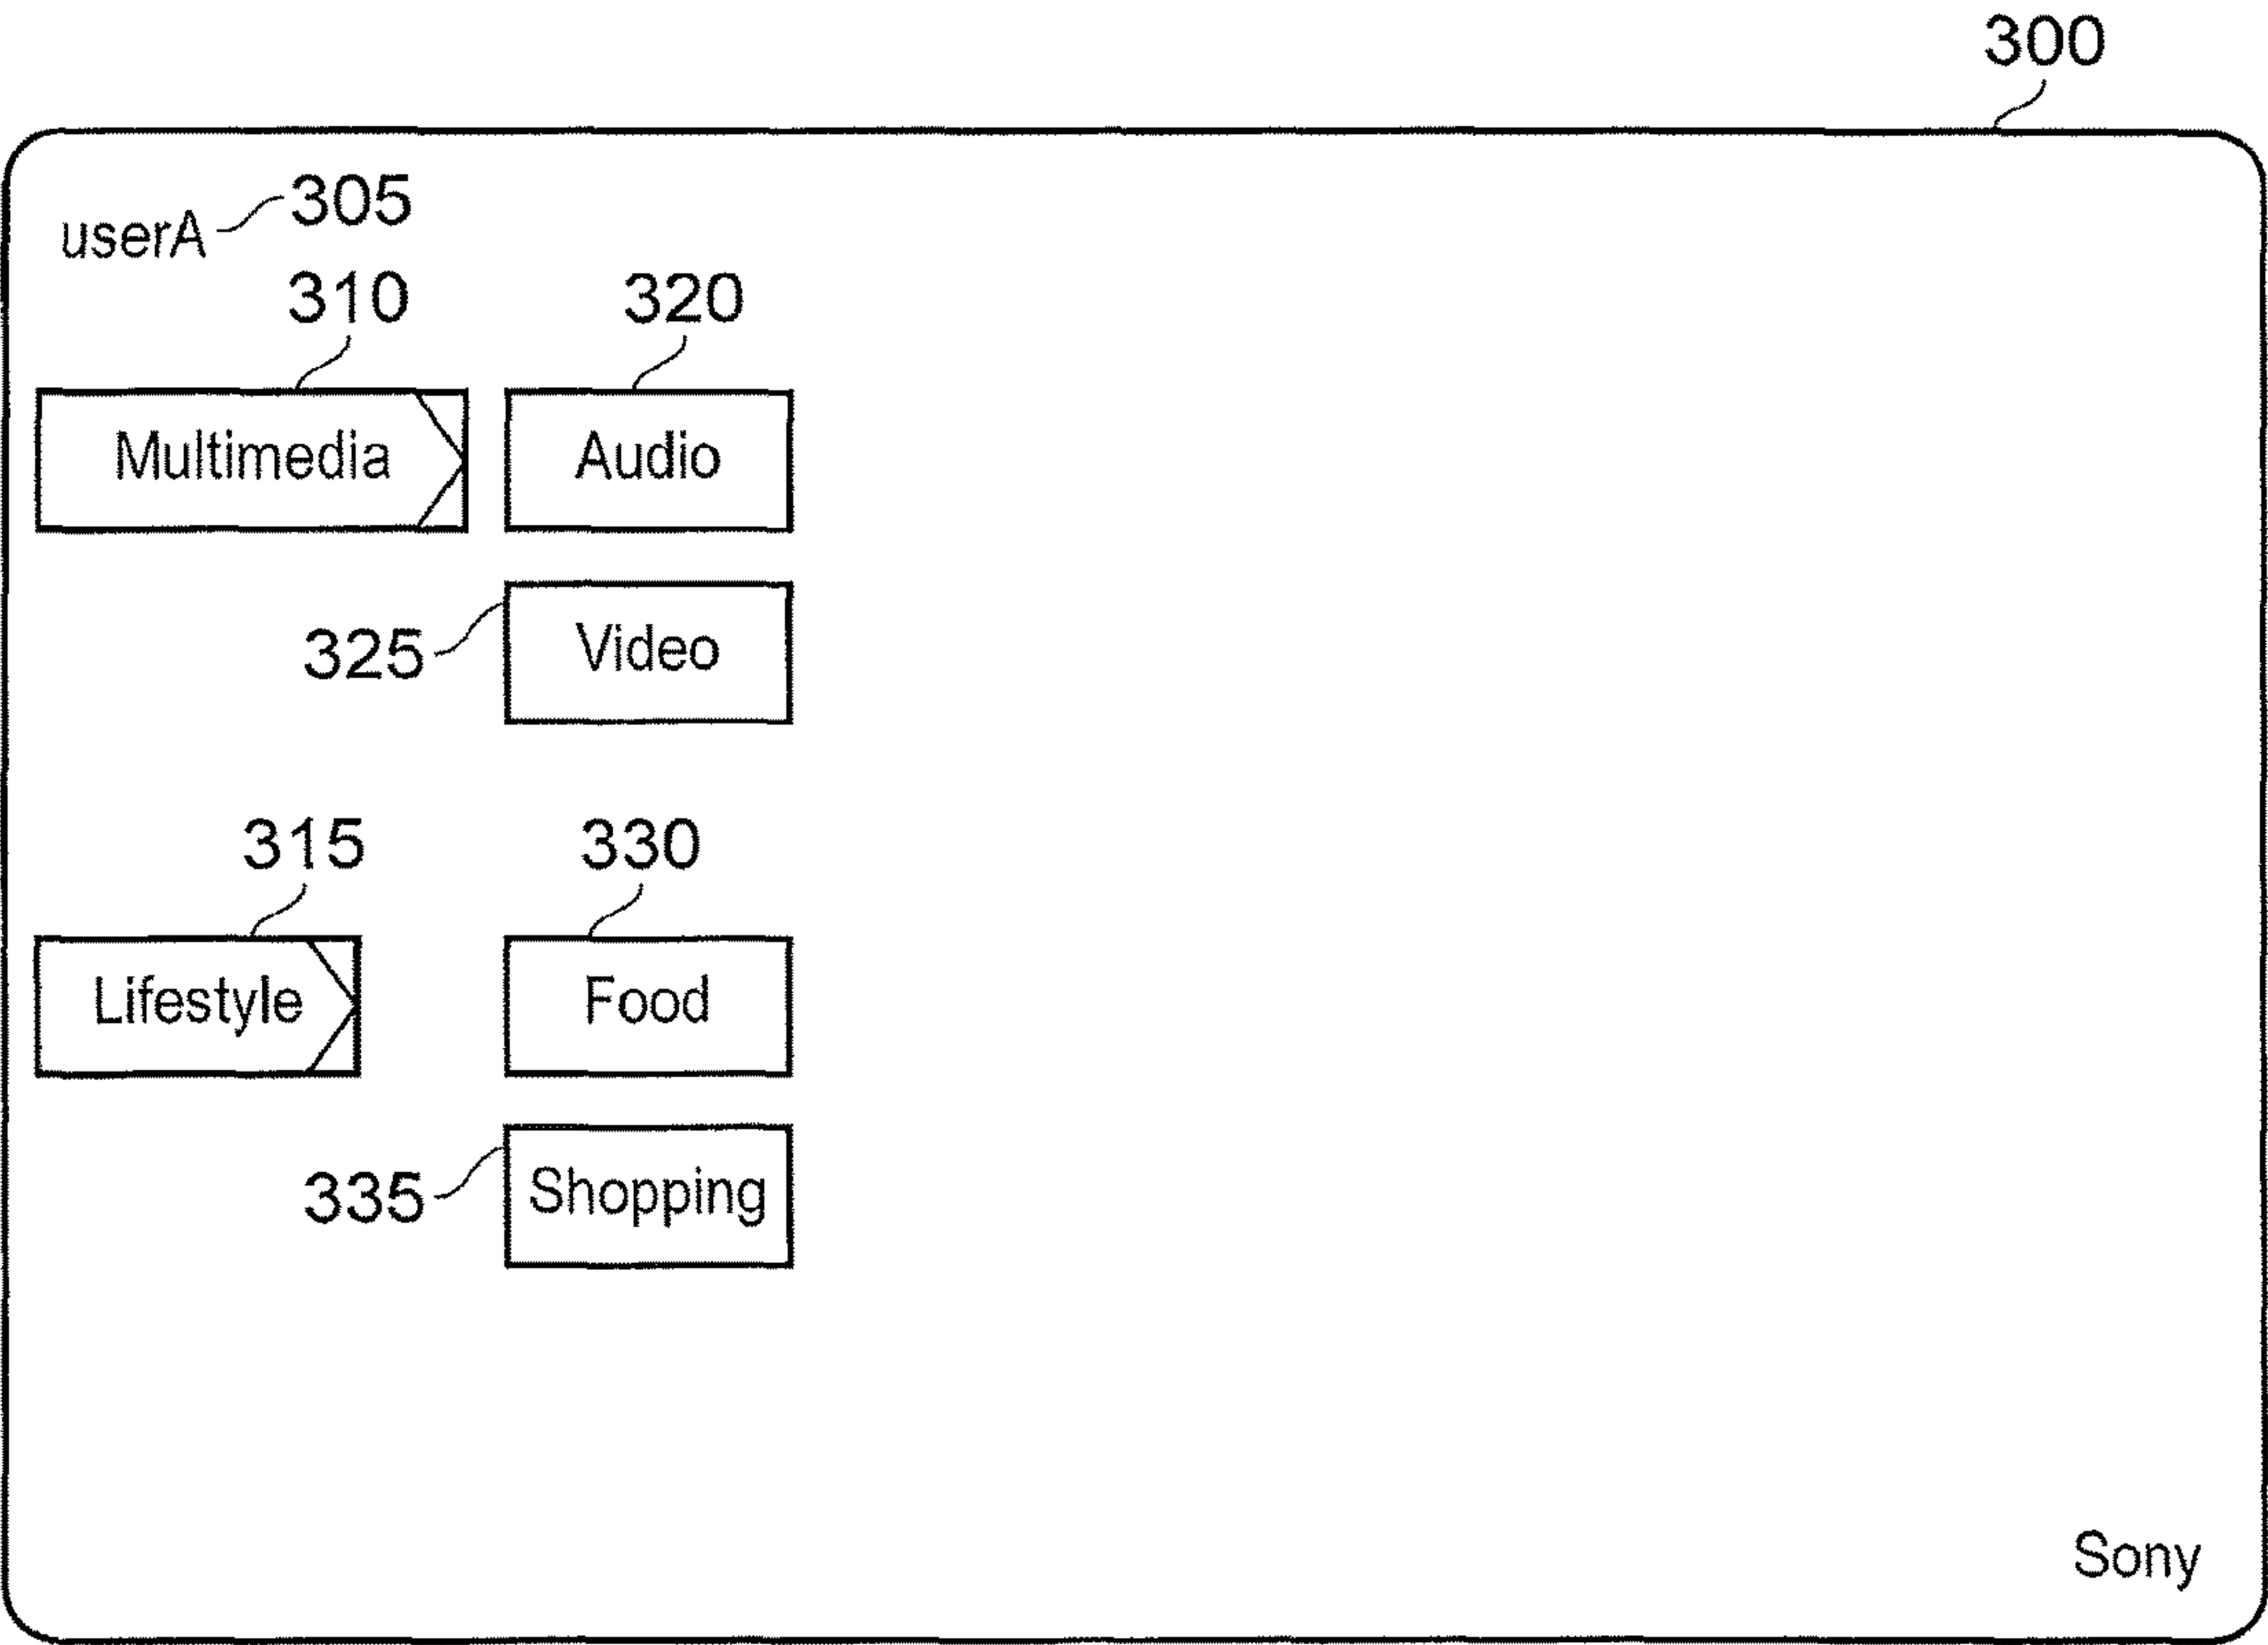 300
userA 305
310 320
Multimedia Audio
325 Video
315 330
Lifestyle Food
335 Shopping
Sony